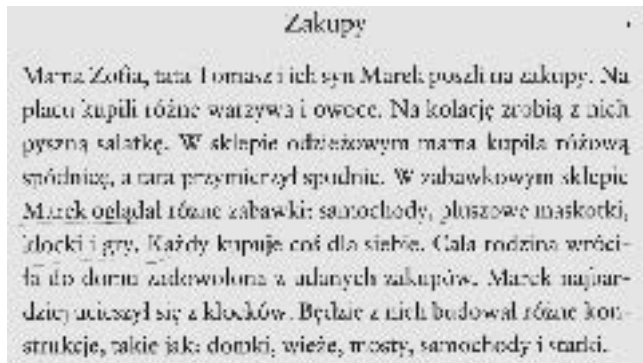 Zakupy
Mama Zofia, tata Tomasz i ich syn Marek poszli na zakupy. Na
placu kupili różne warzywa i owoce. Na kolację zrobią z nich
pyszną sałatkę. W sklepie odzieżowym mama kupiła różową
spódnicę, a tata przymierzył spodnie. W zabawkowym sklepie
Marek oglądał różne zabawki: samochody, pluszowe maskotki,
klocki i gry. Każdy kupuje coś dla siebie. Cała rodzina wróci-
ła do domu zadowolona z udanych zakupów. Marek najbar-
dziej ucieszył się z klocków. Będzie z nich budował różne kon-
strukcje, takie jak: domki, wieże, mosty, samochody i statki.